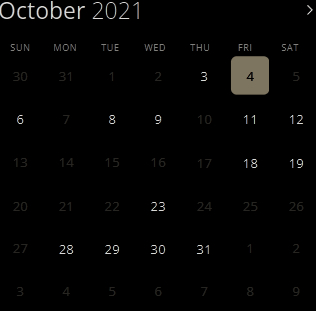 October 2021
SUN MON TUE WED THU FRI SAT
30 31 1 2 3 4 5
6 7 8 9 10 11 12
13 14 15 16 17 18 19
20 21 22 23 24 25 26
27 28 29 30 31 1 2
3 4 5 6 7 8 9